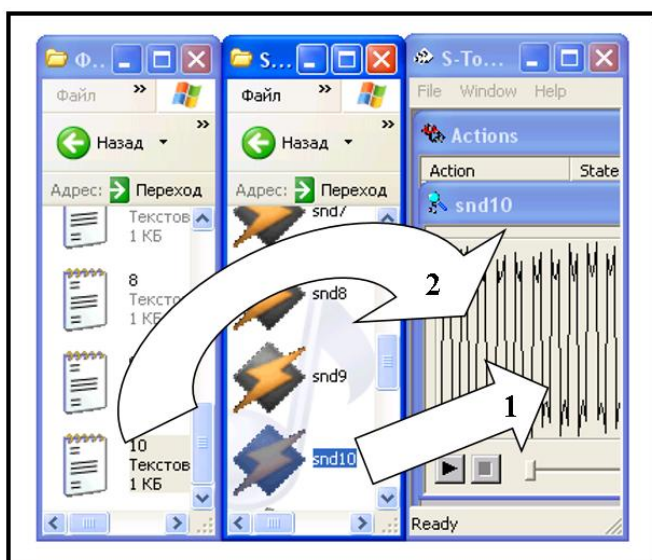 Ф..
Файл »
Назад »
Адрес: Переход
Текстов
1 КБ
8
Тексто
1 КБ
10
Текстов
1 КБ
S...
Файл »
Назад »
Адрес: Переход
snd7
snd8
snd9
snd10
S-To...
File Window Help
Actions
Action State
snd10
2
1
Ready